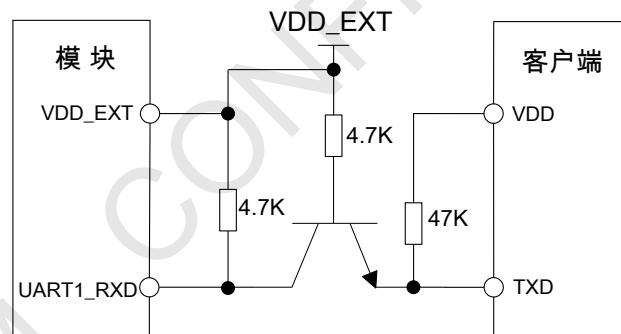 VDD_EXT
模 块
客户端
VDD_EXT
VDD
4.7K
4.7K
47K
UART1_RXD
TXD